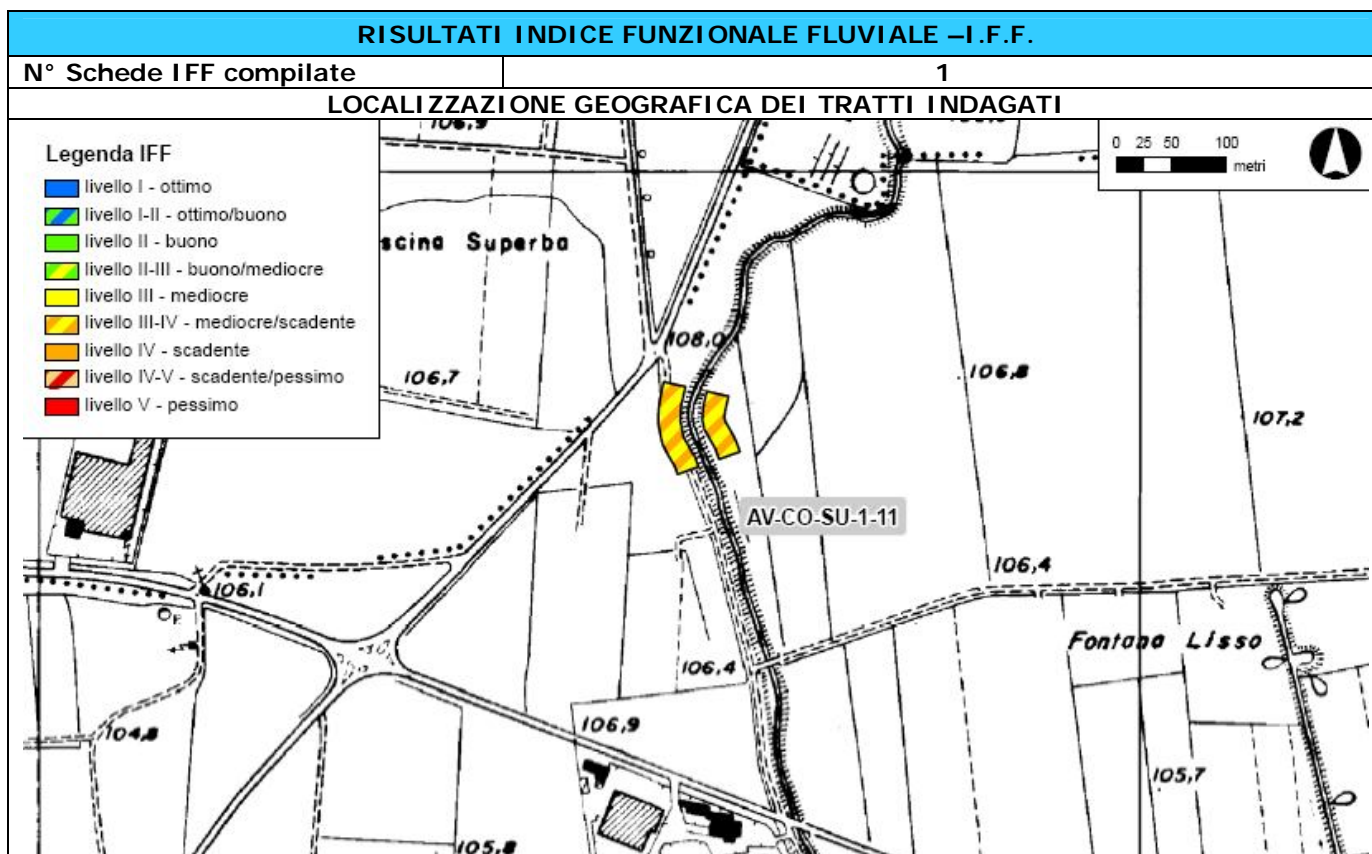 RISULTATI INDICE FUNZIONALE FLUVIALE –I.F.F.
N° Schede IFF compilate 1
LOCALIZZAZIONE GEOGRAFICA DEI TRATTI INDAGATI
Legenda IFF
livello I - ottimo
livello I-II - ottimo/buono
livello II - buono
livello II-III - buono/mediocre
livello III - mediocre
livello III-IV - mediocre/scadente
livello IV - scadente
livello IV-V - scadente/pessimo
livello V - pessimo
0 25 50 100
metri
106,9
scina Superba
108,0
106,7
106,8
107,2
AV-CO-SU-1-11
106,4
106,1
Fontana Lisso
106,4
104,8
106,9
105,7
105,8